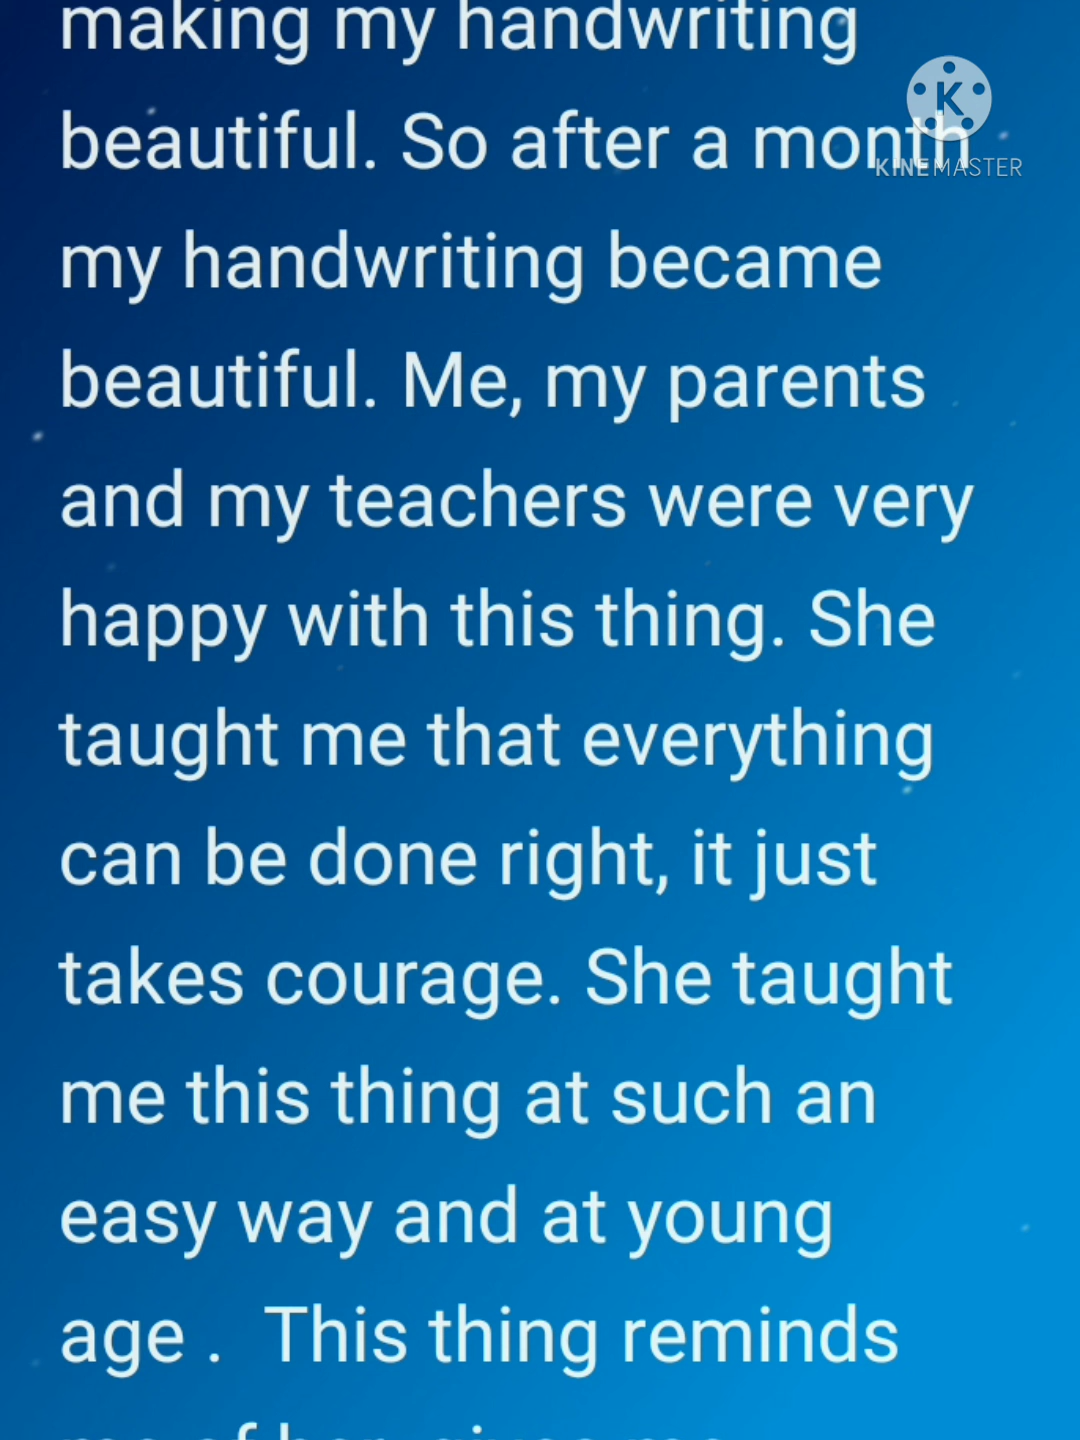 making my handwriting
beautiful. So after a month
KINEMASTER
my handwriting became
beautiful. Me, my parents
and my teachers were very
happy with this thing. She
taught me that everything
can be done right, it just
takes courage. She taught
me this thing at such an
easy way and at young
age .  This thing reminds